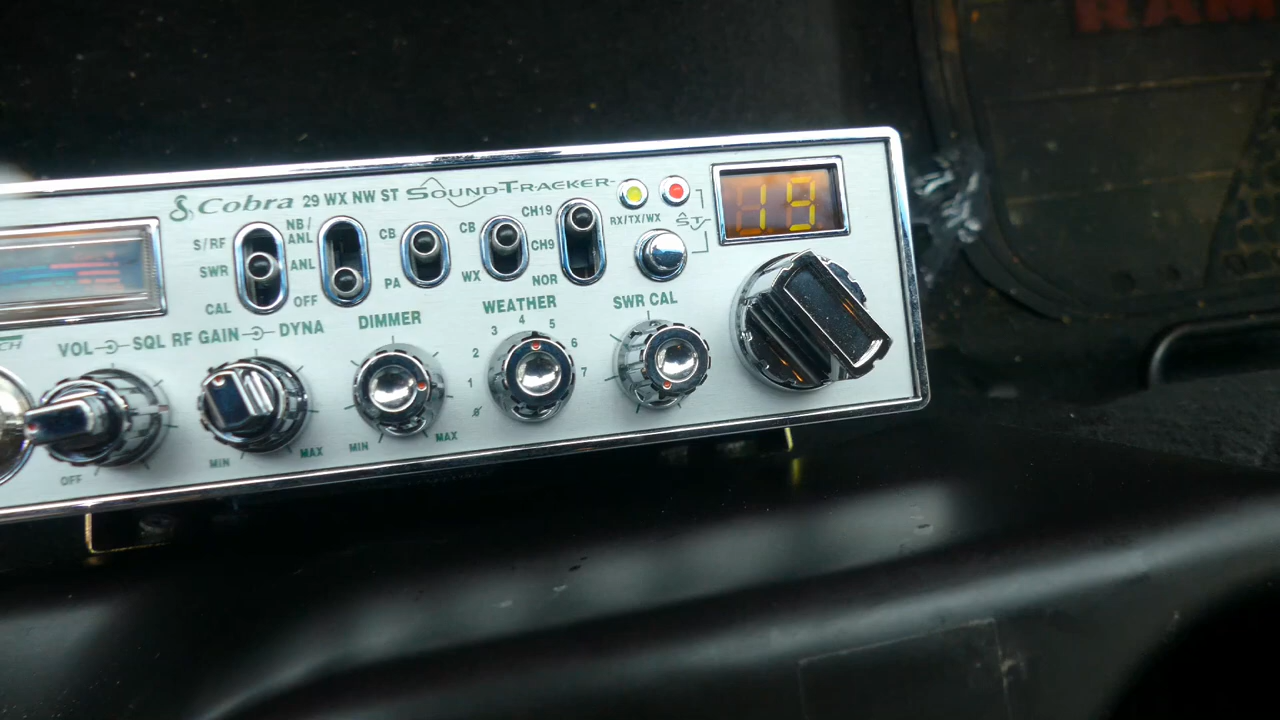 RAM
Cobra 29 WX NW ST SOUNDTRACKER
19
S/RF
SWR
CAL
NB/
ANL
ANL
OFF
CB
PA
CB
WX
CH19
CH9
NOR
RX/TX/WX
ST
VOL SQL RF GAIN DYNA
DIMMER
WEATHER
SWR CAL
OFF
MIN MAX
MIN MAX
1 2 3 4 5 6 7